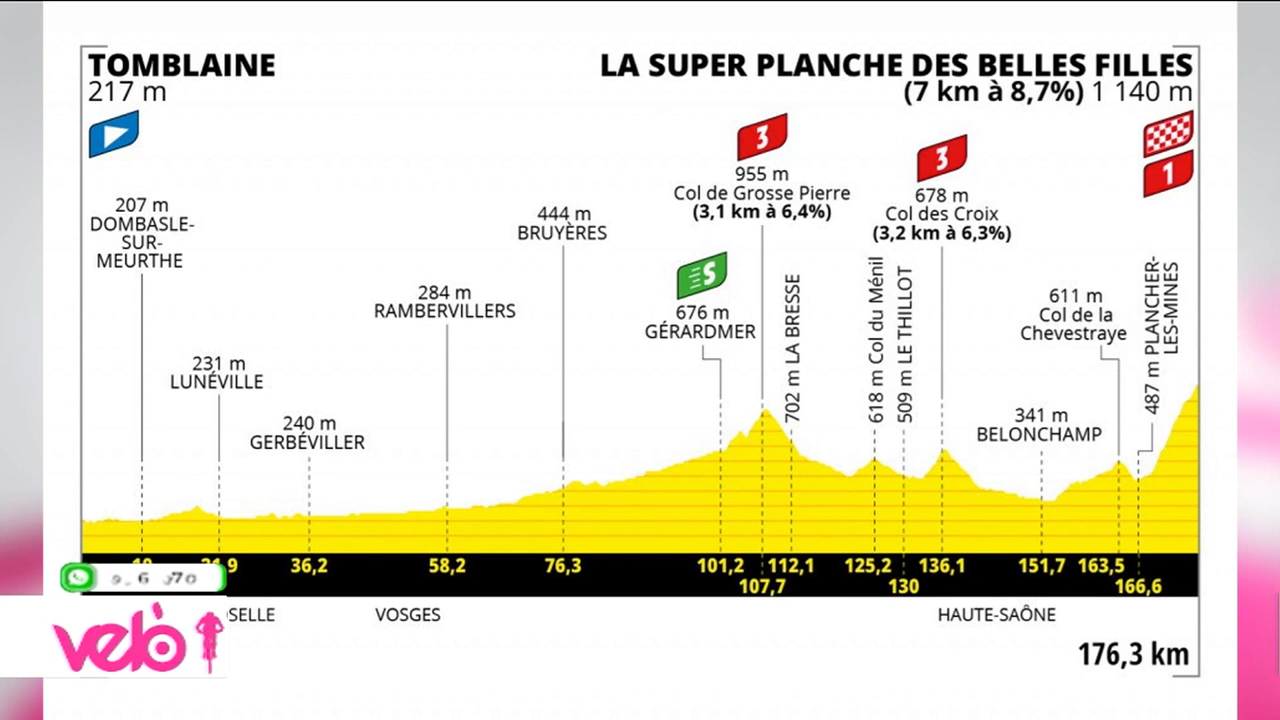 TOMBLAINE
217 m
LA SUPER PLANCHE DES BELLES FILLES
(7 km à 8,7%) 1 140 m
3
955 m
Col de Grosse Pierre
(3,1 km à 6,4%)
3
678 m
Col des Croix
(3,2 km à 6,3%)
1
207 m
DOMBASLE-
SUR-
MEURTHE
231 m
LUNÉVILLE
240 m
GERBÉVILLER
284 m
RAMBERVILLERS
444 m
BRUYÈRES
S
676 m
GÉRARDMER
702 m LA BRESSE
618 m Col du Ménil
509 m LE THILLOT
341 m
BELONCHAMP
611 m
Col de la
Chevestraye
487 m PLANCHER-
LES-MINES
36,2
58,2
76,3
101,2
107,7
112,1
125,2
130
136,1
151,7
163,5
166,6
VOSGES
HAUTE-SAÔNE
176,3 km
velò